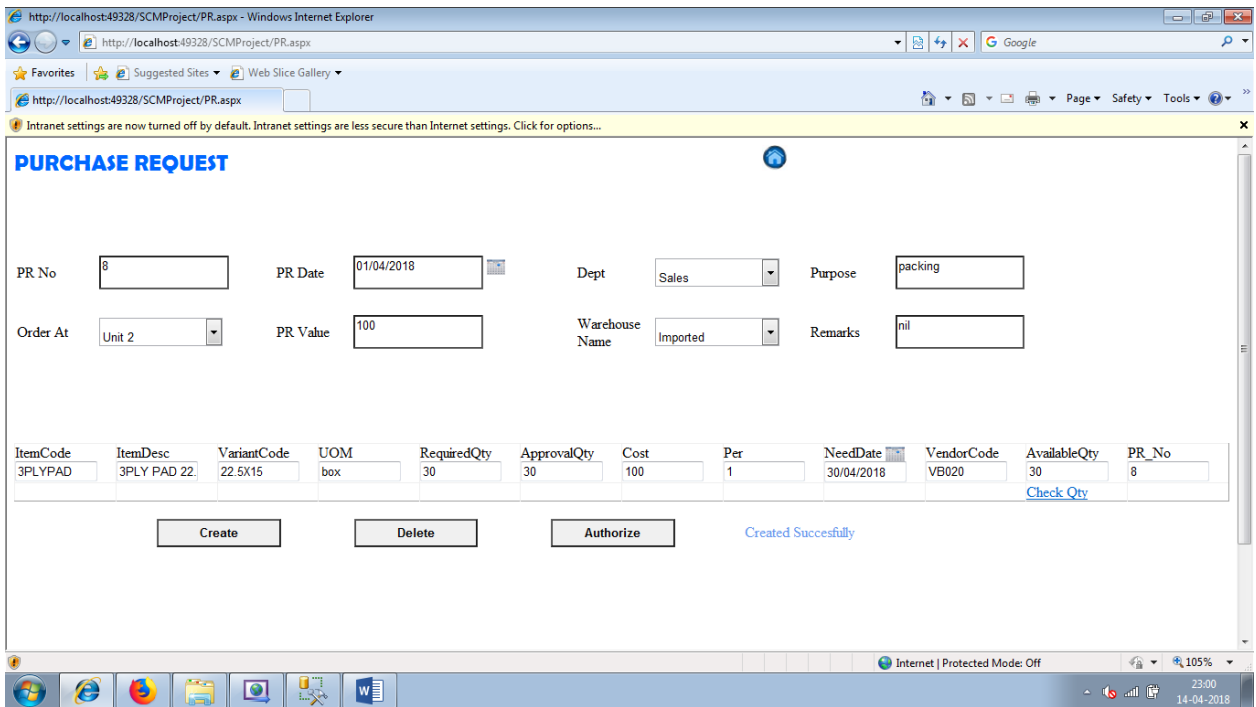 http://localhost:49328/SCMProject/PR.aspx - Windows Internet Explorer
http://localhost:49328/SCMProject/PR.aspx
Google
Favorites Suggested Sites Web Slice Gallery
http://localhost:49328/SCMProject/PR.aspx Page Safety Tools
Intranet settings are now turned off by default. Intranet settings are less secure than Internet settings. Click for options...
PURCHASE REQUEST
PR No 8 PR Date 01/04/2018 Dept Sales Purpose packing
Order At Unit 2 PR Value 100 Warehouse Name Imported Remarks nil
ItemCode ItemDesc VariantCode UOM RequiredQty ApprovalQty Cost Per NeedDate VendorCode AvailableQty PR_No
3PLYPAD 3PLY PAD 22. 22.5X15 box 30 30 100 1 30/04/2018 VB020 30 8
Check Qty
Create Delete Authorize Created Succesfully
Internet | Protected Mode: Off 105%
23:00
14-04-2018